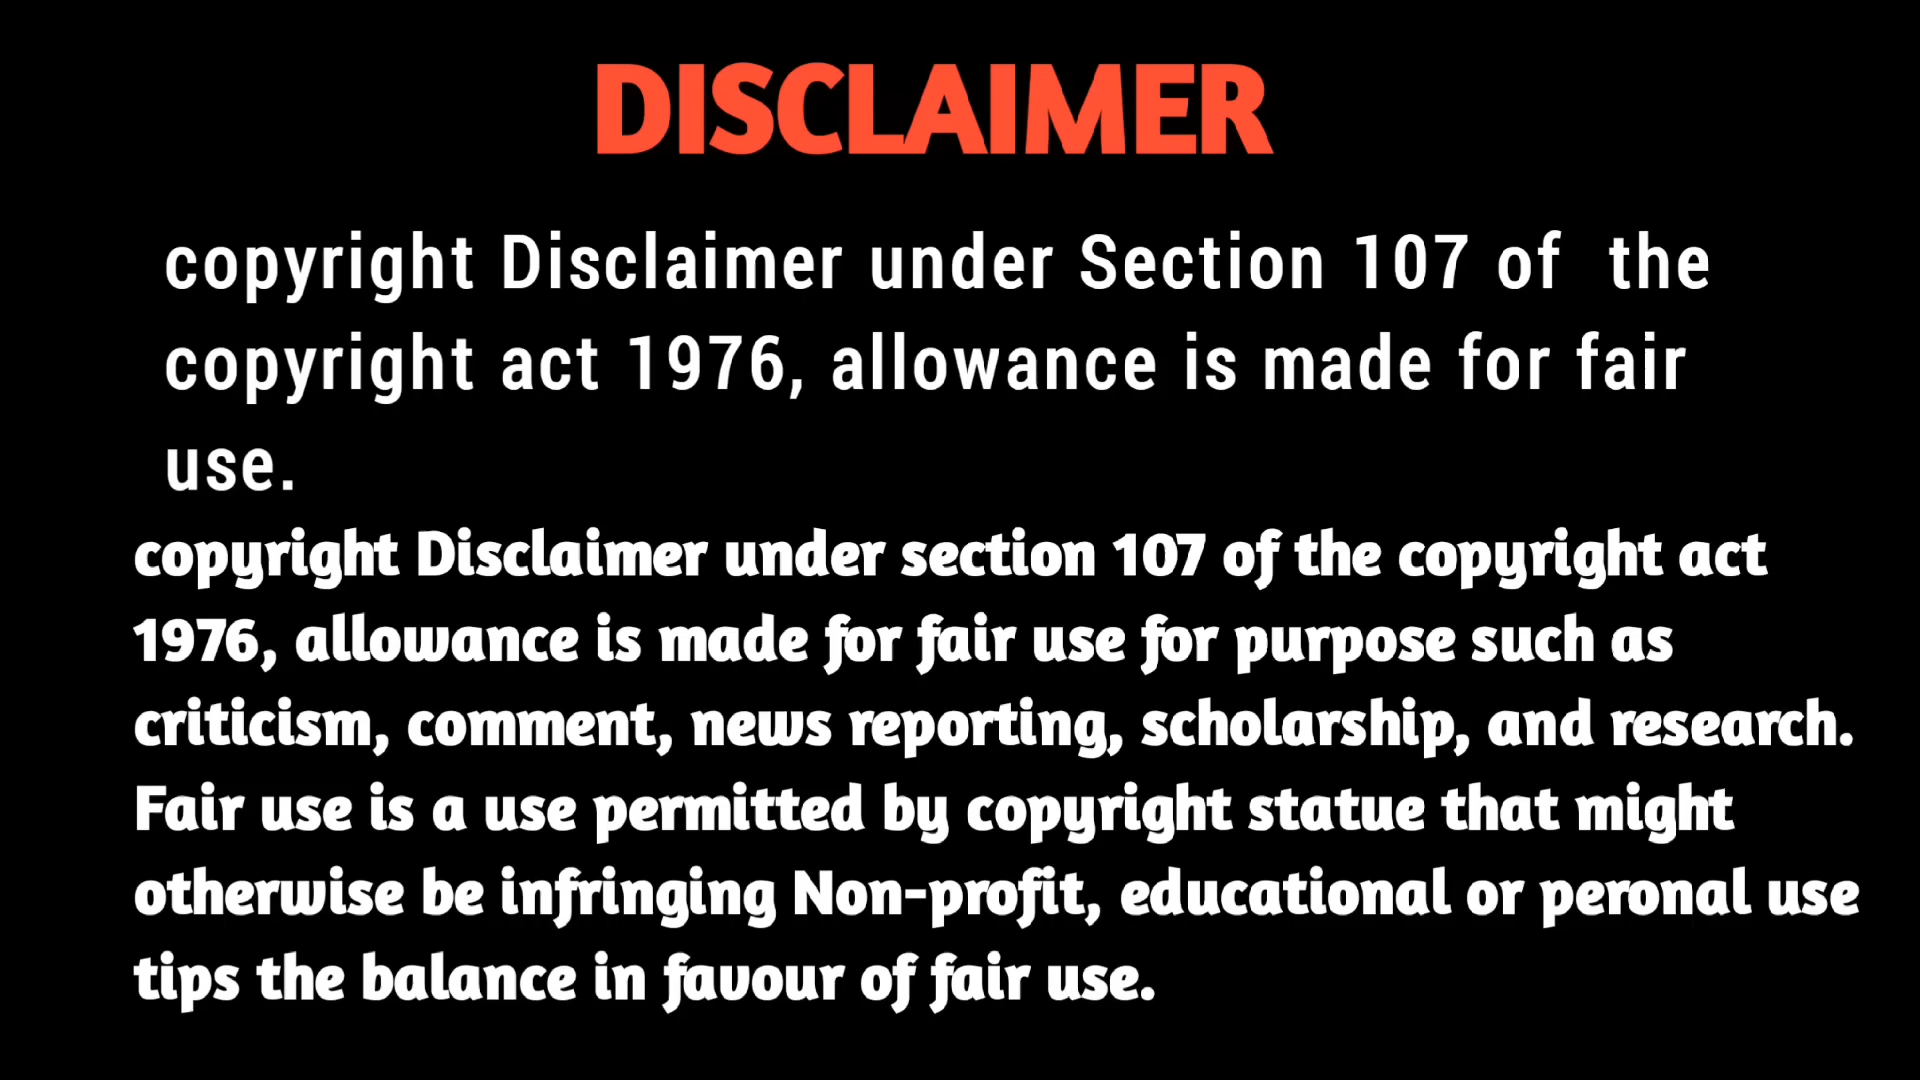 DISCLAIMER
copyright Disclaimer under Section 107 of the
copyright act 1976, allowance is made for fair
use.
copyright Disclaimer under section 107 of the copyright act
1976, allowance is made for fair use for purpose such as
criticism, comment, news reporting, scholarship, and research.
Fair use is a use permitted by copyright statue that might
otherwise be infringing Non-profit, educational or peronal use
tips the balance in favour of fair use.